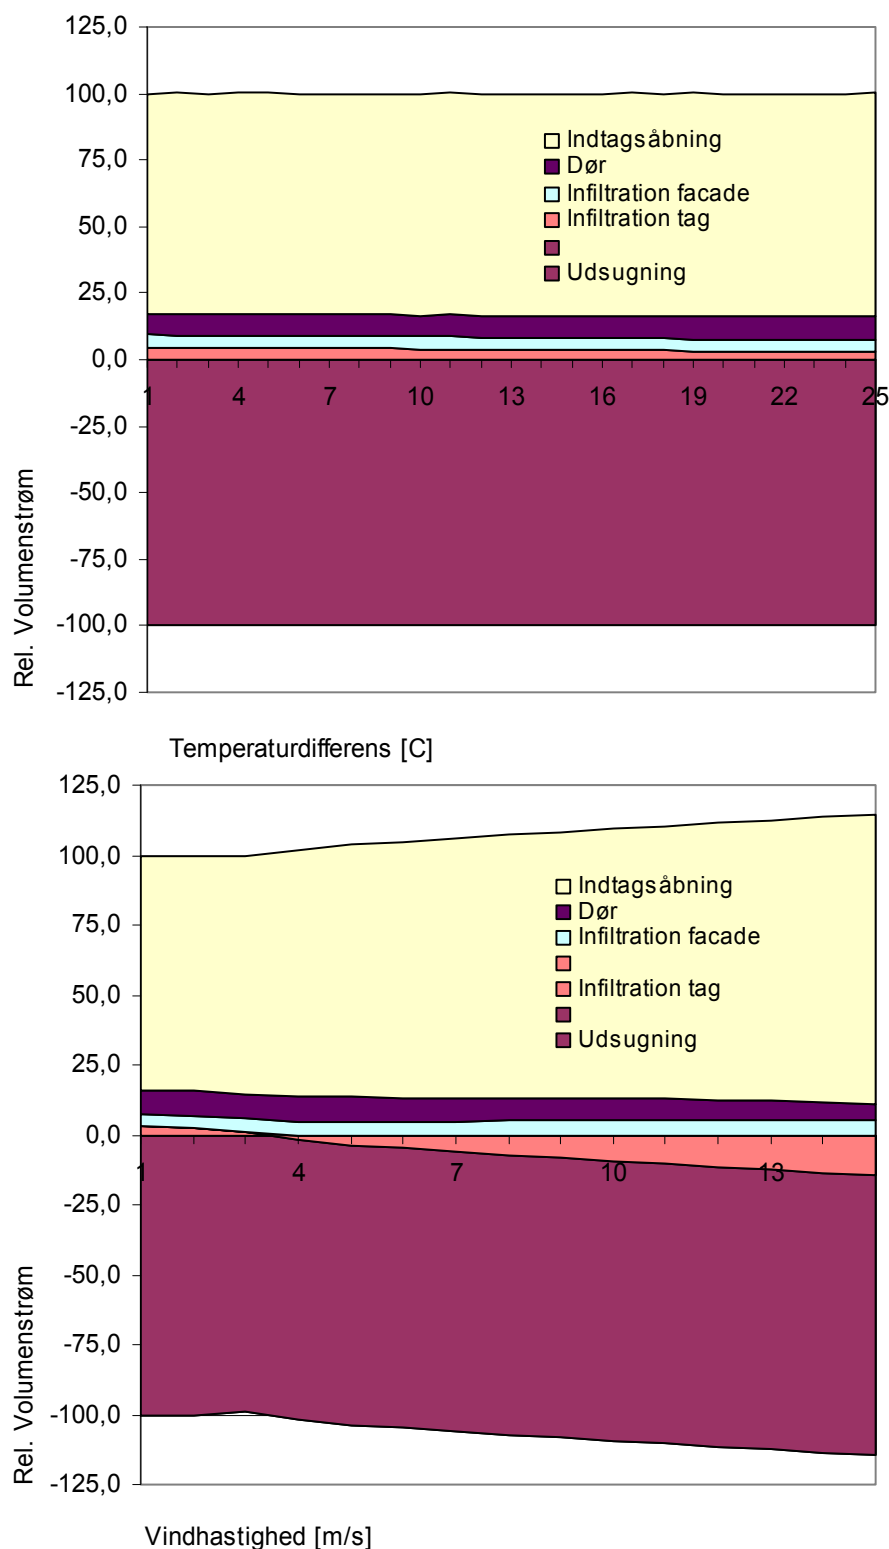 125,0
100,0
75,0
50,0
25,0
0,0
-25,0
-50,0
-75,0
-100,0
-125,0
Rel. Volumenstrøm
Indtagsåbning
Dør
Infiltration facade
Infiltration tag
Udsugning
1 4 7 10 13 16 19 22 25
Temperaturdifferens [C]
125,0
100,0
75,0
50,0
25,0
0,0
-25,0
-50,0
-75,0
-100,0
-125,0
Rel. Volumenstrøm
Indtagsåbning
Dør
Infiltration facade
Infiltration tag
Udsugning
1 4 7 10 13
Vindhastighed [m/s]